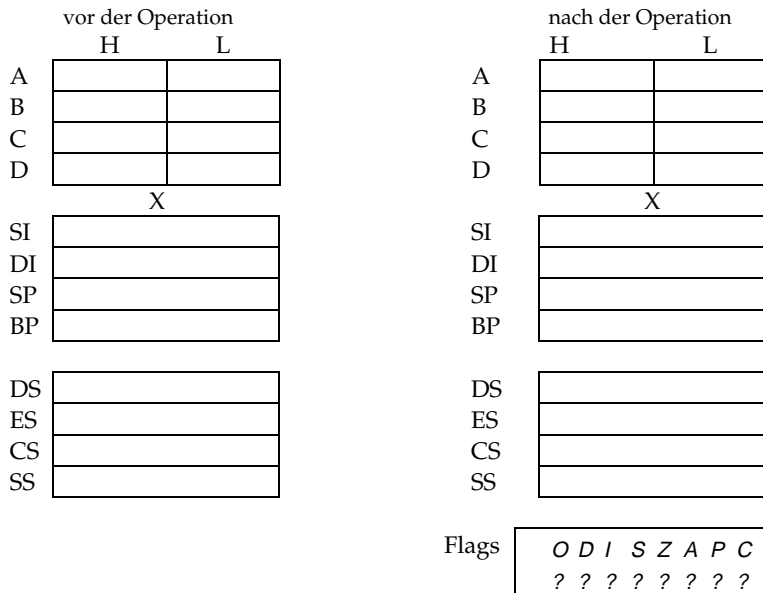 vor der Operation nach der Operation
H L H L
A A
B B
C C
D D
X X
SI SI
DI DI
SP SP
BP BP
DS DS
ES ES
CS CS
SS SS
Flags O D I S Z A P C
? ? ? ? ? ? ? ?